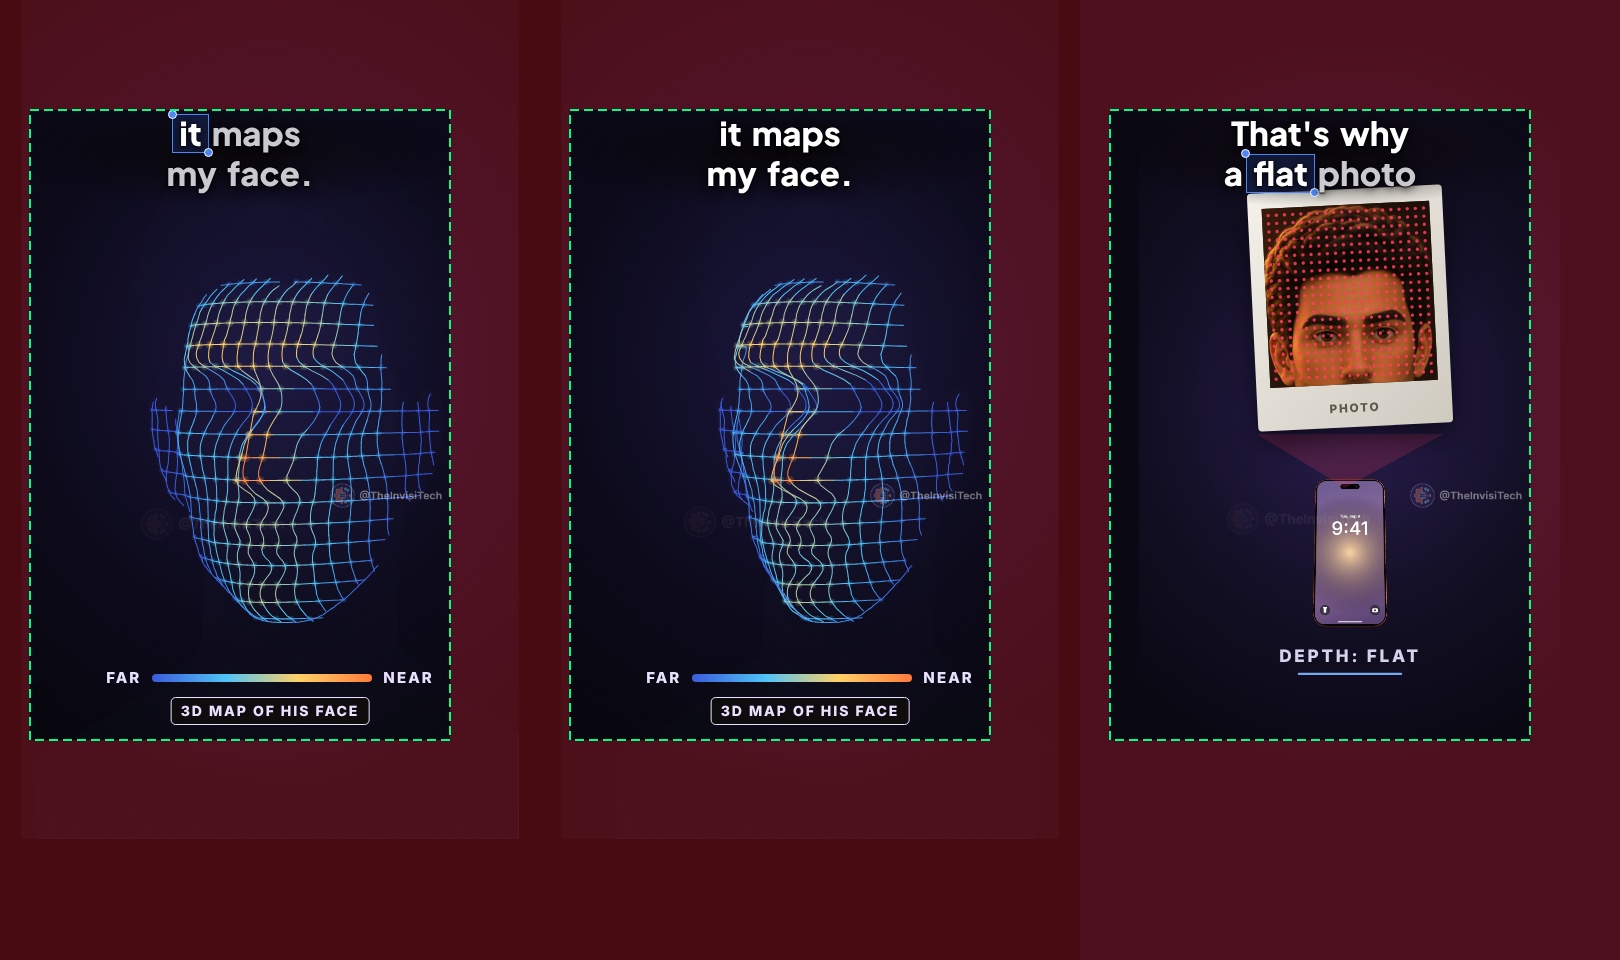 it maps
my face.
@TheInvisiTech
FAR
NEAR
3D MAP OF HIS FACE
it maps
my face.
@TheInvisiTech
FAR
NEAR
3D MAP OF HIS FACE
That's why
a flat photo
PHOTO
@TheInvisiTech
9:41
DEPTH: FLAT